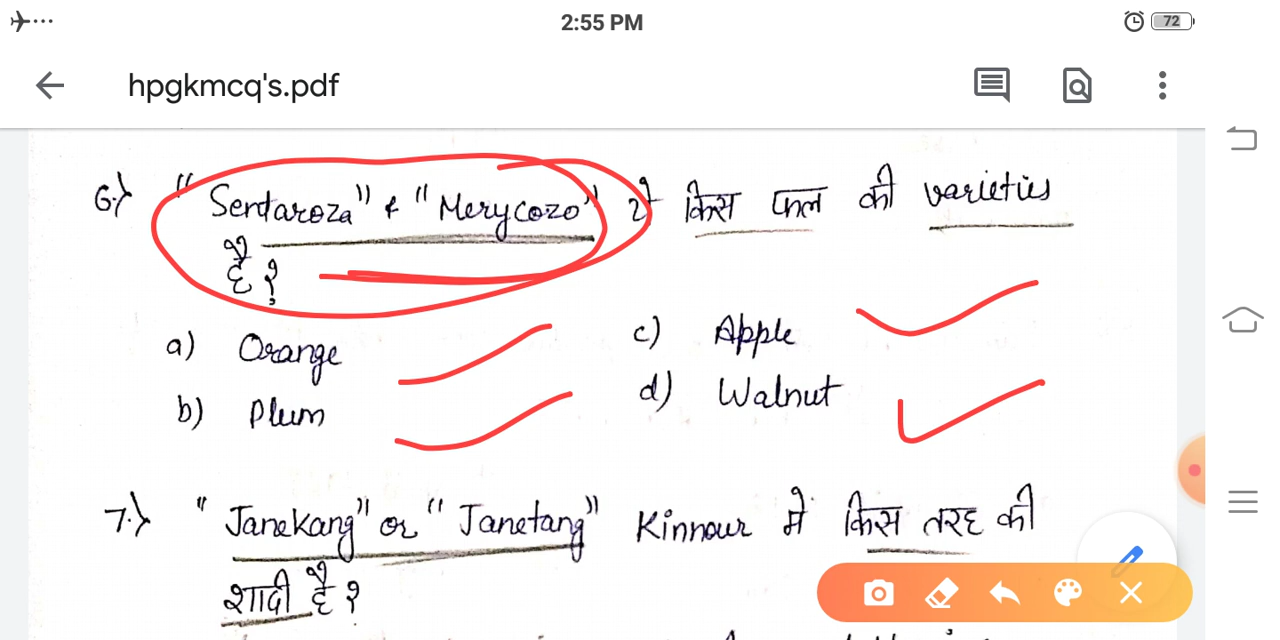 2:55 PM
72
hpgkmcq's.pdf
6.) "Sentaroza" & "Merycozo" ये किस फल की varieties
हैं ?
a) Orange
c) Apple
b) Plum
d) Walnut
7.) "Janekang" or "Janetang" Kinnour में किस तरह की
शादी है ?